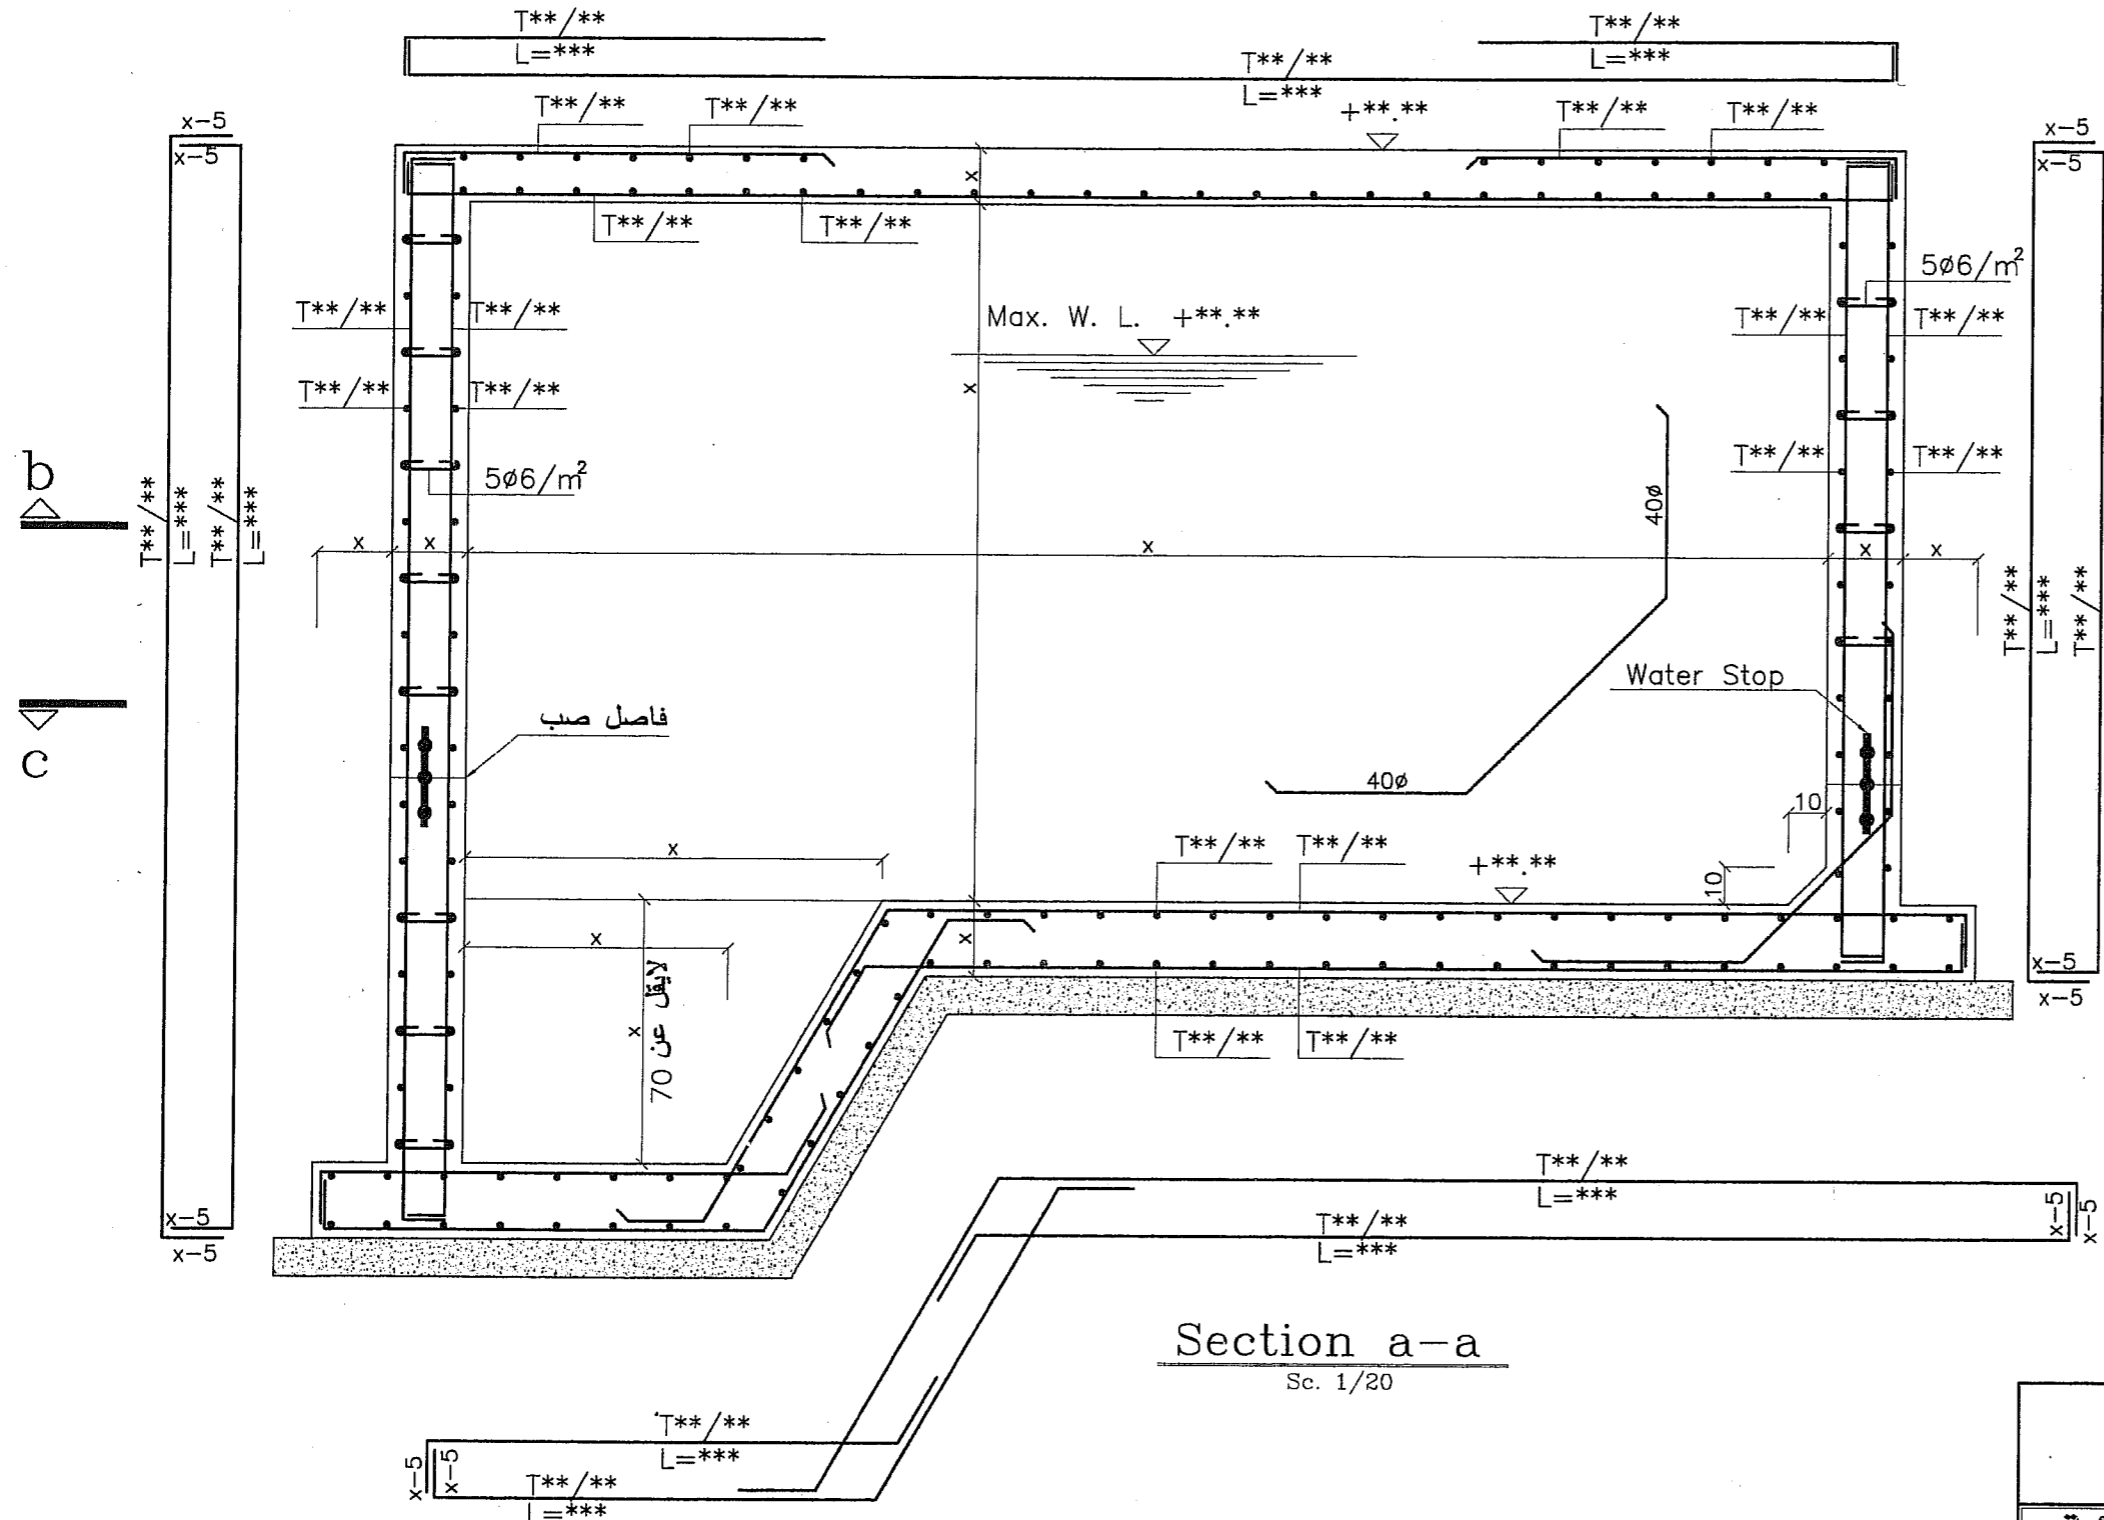 T**/**
L=***
T**/**
L=***
T**/**
L=***
T**/**
T**/**
+**.**
T**/**
T**/**
x-5
x-5
x-5
x-5
x
T**/**
T**/**
5ø6/m²
Max. W. L. +**.**
T**/**
T**/**
T**/**
T**/**
x
T**/**
T**/**
T**/**
T**/**
5ø6/m²
b
T**/**
L=***
T**/**
L=***
40ø
x
x
x
x
x
T**/**
L=***
T**/**
Water Stop
فاصل صب
c
40ø
10
x
T**/**
T**/**
+**.**
10
x
x
x
لايقل عن 70
x-5
x-5
T**/**
T**/**
x-5
x-5
T**/**
L=***
T**/**
L=***
x-5
x-5
Section a-a
Sc. 1/20
T**/**
L=***
x-5
x-5
T**/**
L=***